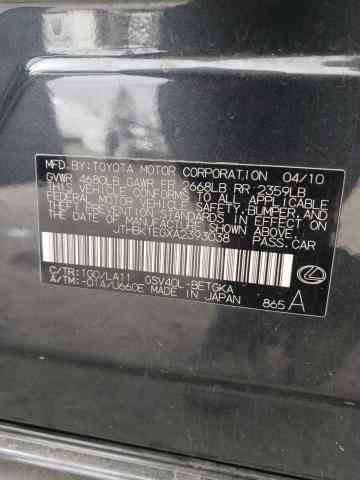 MFD.BY:TOYOTA MOTOR CORPORATION 04/10
GVWR 4680LB GAWR FR 2668LB RR 2359LB
THIS VEHICLE CONFORMS TO ALL APPLICABLE
FEDERAL MOTOR VEHICLE SAFETY, BUMPER, AND
THEFT PREVENTION STANDARDS IN EFFECT ON
THE DATE OF MANUFACTURE SHOWN ABOVE.
JTHBK1EGXA2393038 PASS.CAR
C/TR:1G0/LA11 GSV40L-BETGKA
A/TM:-01A/U660E MADE IN JAPAN 865 A